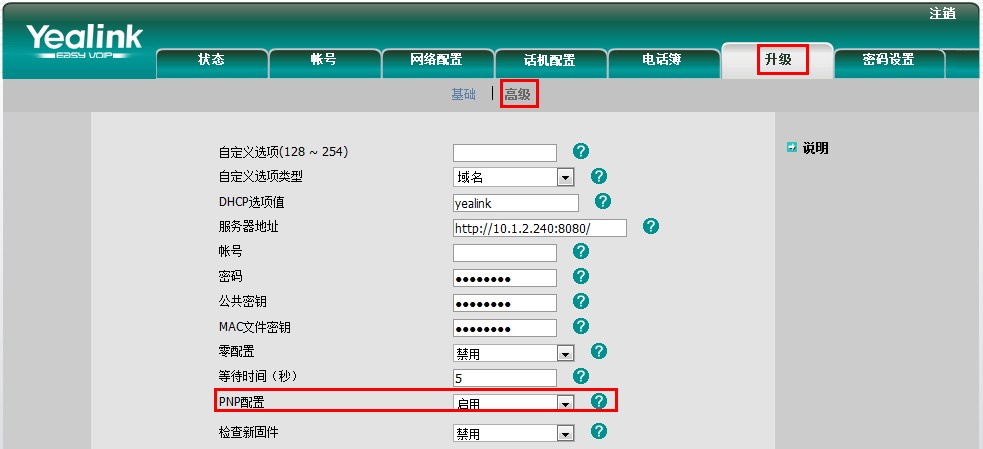 注销
Yealink
EASY VOIP
状态 帐号 网络配置 话机配置 电话簿 升级 密码设置
基础 | 高级
说明
自定义选项(128 ~ 254) ?
自定义选项类型 域名 ?
DHCP选项值 yealink ?
服务器地址 http://10.1.2.240:8080/ ?
帐号 ?
密码 ●●●●●●●● ?
公共密钥 ●●●●●●●● ?
MAC文件密钥 ●●●●●●●● ?
零配置 禁用 ?
等待时间（秒） 5 ?
PNP配置 启用 ?
检查新固件 禁用 ?